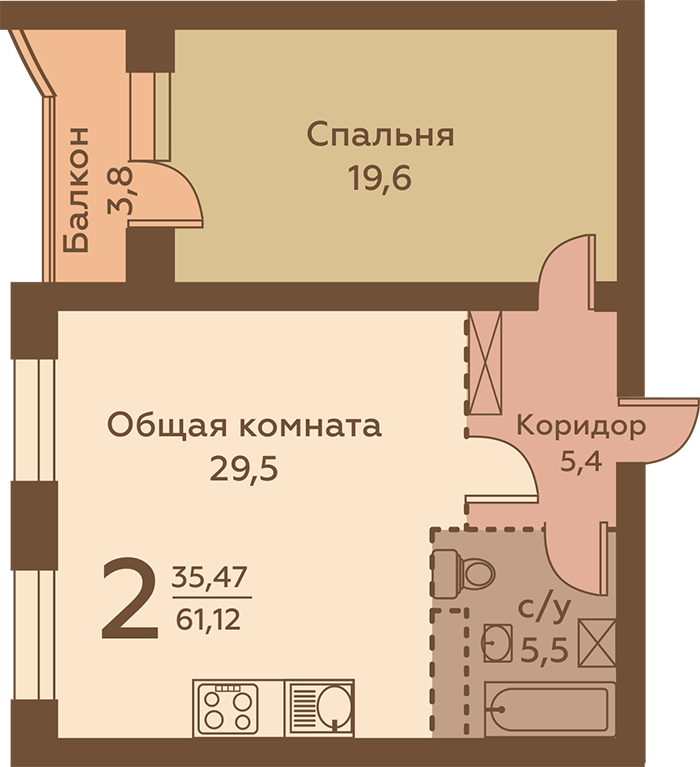 Спальня
19,6
Балкон
3,8
Общая комната
29,5
Коридор
5,4
2
35,47
61,12
с/у
5,5